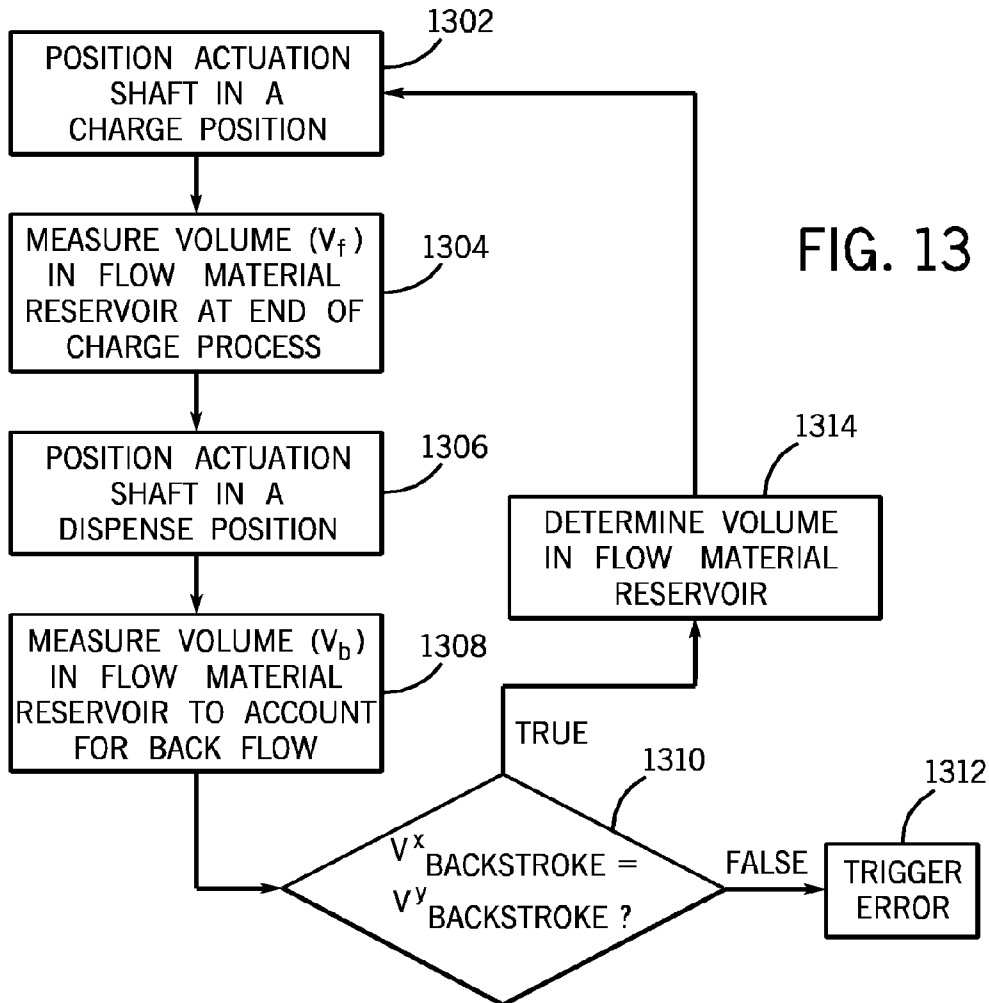 1302
POSITION ACTUATION
SHAFT IN A
CHARGE POSITION
MEASURE VOLUME (Vf)
IN FLOW MATERIAL
RESERVOIR AT END OF
CHARGE PROCESS
1304
FIG. 13
POSITION ACTUATION
SHAFT IN A
DISPENSE POSITION
1306
1314
DETERMINE VOLUME
IN FLOW MATERIAL
RESERVOIR
MEASURE VOLUME (Vb)
IN FLOW MATERIAL
RESERVOIR TO ACCOUNT
FOR BACK FLOW
1308
TRUE
1310
V^x BACKSTROKE =
V^y BACKSTROKE ?
FALSE
1312
TRIGGER
ERROR